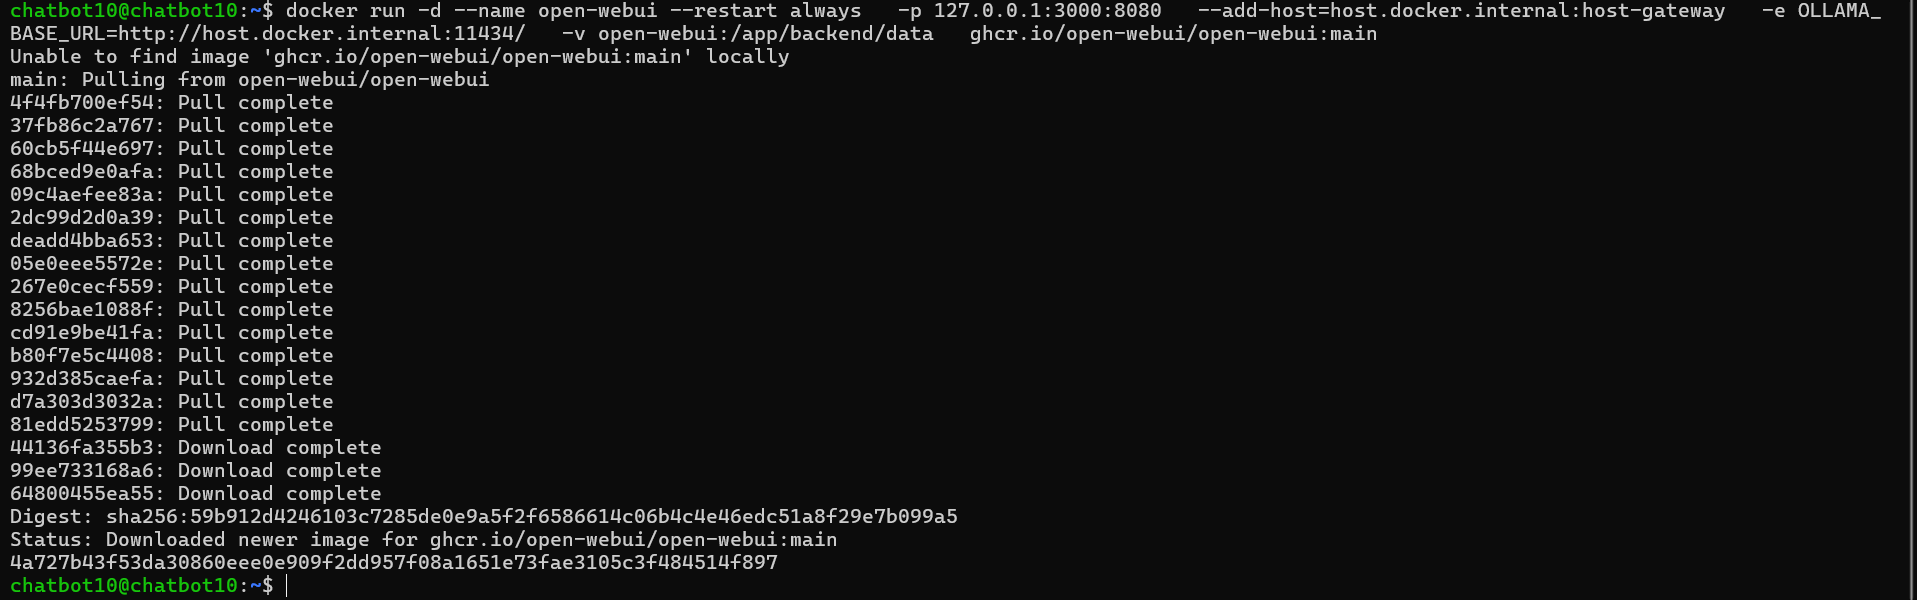 chatbot10@chatbot10:~$ docker run -d --name open-webui --restart always   -p 127.0.0.1:3000:8080   --add-host=host.docker.internal:host-gateway   -e OLLAMA_
BASE_URL=http://host.docker.internal:11434/   -v open-webui:/app/backend/data   ghcr.io/open-webui/open-webui:main
Unable to find image 'ghcr.io/open-webui/open-webui:main' locally
main: Pulling from open-webui/open-webui
4f4fb700ef54: Pull complete
37fb86c2a767: Pull complete
60cb5f44e697: Pull complete
68bced9e0afa: Pull complete
09c4aefee83a: Pull complete
2dc99d2d0a39: Pull complete
deadd4bba653: Pull complete
05e0eee5572e: Pull complete
267e0cecf559: Pull complete
8256bae1088f: Pull complete
cd91e9be41fa: Pull complete
b80f7e5c4408: Pull complete
932d385caefa: Pull complete
d7a303d3032a: Pull complete
81edd5253799: Pull complete
44136fa355b3: Download complete
99ee733168a6: Download complete
64800455ea55: Download complete
Digest: sha256:59b912d4246103c7285de0e9a5f2f6586614c06b4c4e46edc51a8f29e7b099a5
Status: Downloaded newer image for ghcr.io/open-webui/open-webui:main
4a727b43f53da30860eee0e909f2dd957f08a1651e73fae3105c3f484514f897
chatbot10@chatbot10:~$